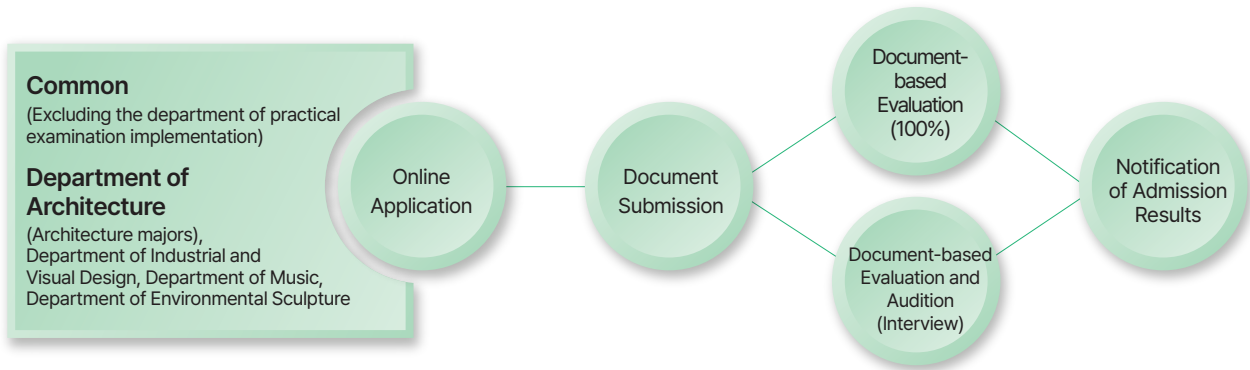 Common
(Excluding the department of practical
examination implementation)
Department of
Architecture
(Architecture majors),
Department of Industrial and
Visual Design, Department of Music,
Department of Environmental Sculpture
Online
Application
Document
Submission
Document-
based
Evaluation
(100%)
Document-based
Evaluation and
Audition
(Interview)
Notification
of Admission
Results